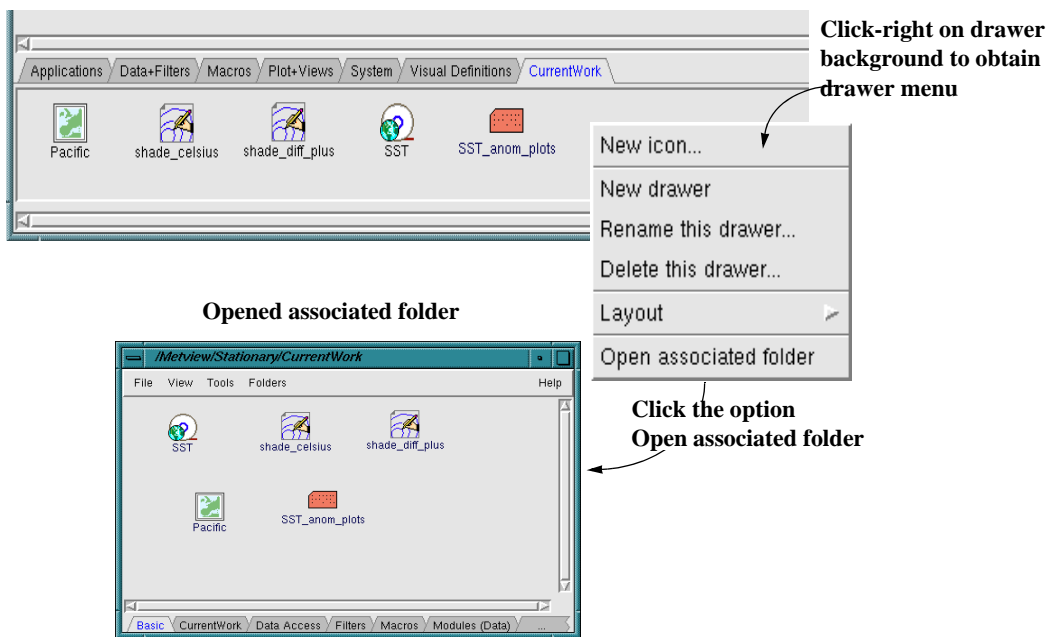 Click-right on drawer
background to obtain
drawer menu
Applications Data+Filters Macros Plot+Views System Visual Definitions CurrentWork
Pacific shade_celsius shade_diff_plus SST SST_anom_plots
New icon...
New drawer
Rename this drawer...
Delete this drawer...
Layout
Open associated folder
Opened associated folder
/Metview/Stationary/CurrentWork
File View Tools Folders Help
SST shade_celsius shade_diff_plus
Pacific SST_anom_plots
Basic CurrentWork Data Access Filters Macros Modules (Data) ...
Click the option
Open associated folder